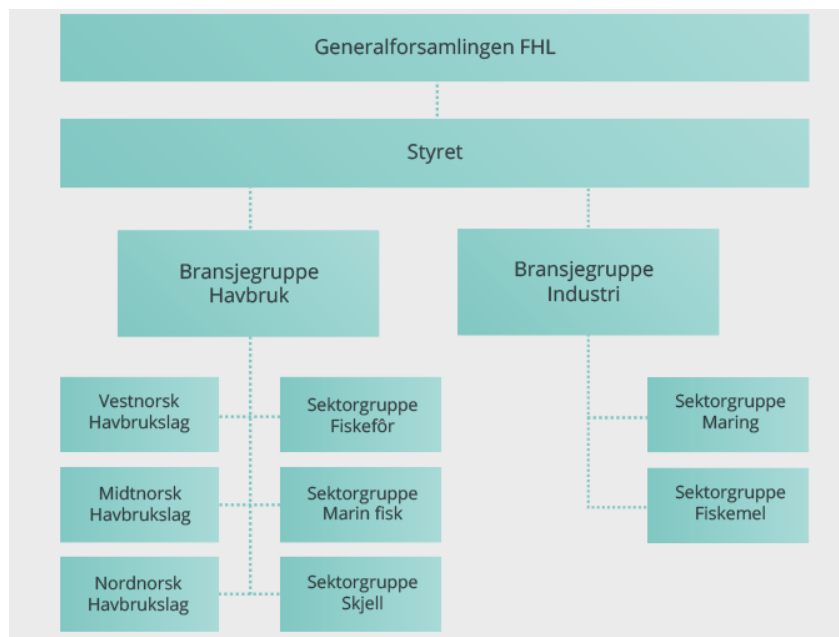 Generalforsamlingen FHL
Styret
Bransjegruppe
Havbruk
Bransjegruppe
Industri
Vestnorsk
Havbrukslag
Sektorgruppe
Fiskefôr
Sektorgruppe
Maring
Midtnorsk
Havbrukslag
Sektorgruppe
Marin fisk
Sektorgruppe
Fiskemel
Nordnorsk
Havbrukslag
Sektorgruppe
Skjell